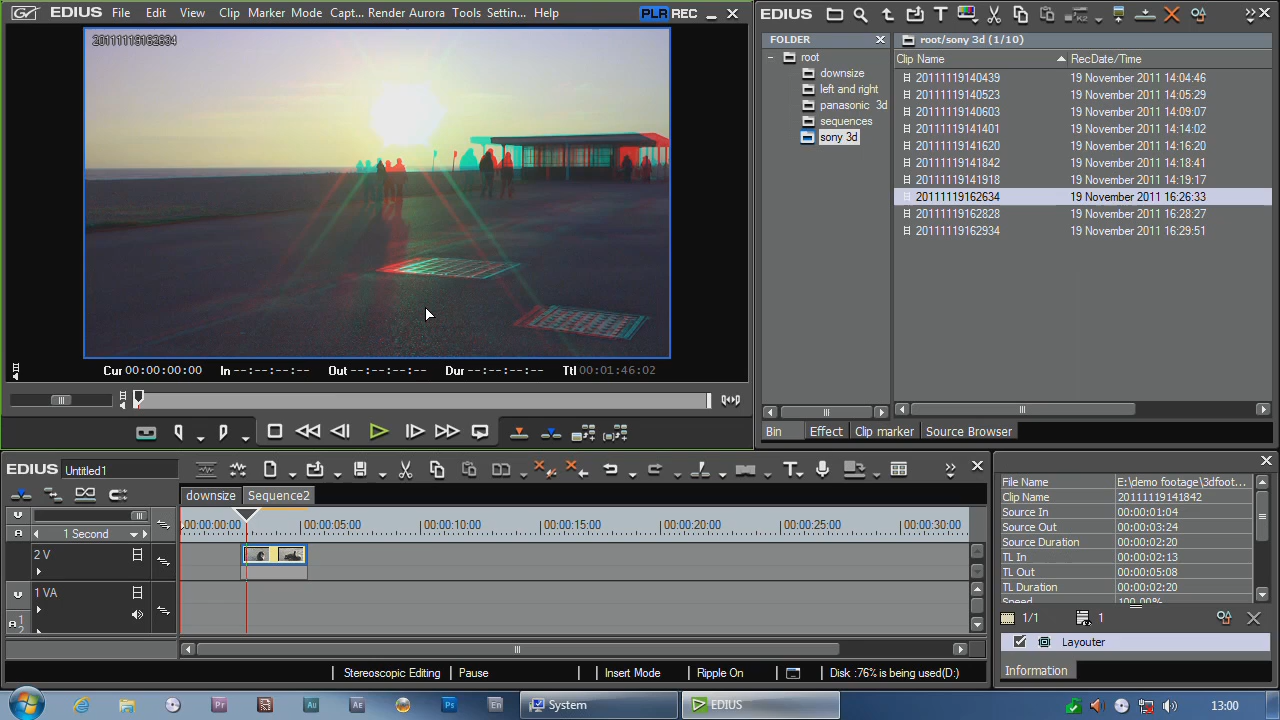 EDIUS File Edit View Clip Marker Mode Capt... Render Aurora Tools Settin... Help PLR REC
20111119162634
Cur 00:00:00:00 In --:--:--:-- Out --:--:--:-- Dur --:--:--:-- Ttl 00:01:46:02
EDIUS
FOLDER
root
downsize
left and right
panasonic 3d
sequences
sony 3d
root/sony 3d (1/10)
Clip Name RecDate/Time
20111119140439 19 November 2011 14:04:46
20111119140523 19 November 2011 14:05:29
20111119140603 19 November 2011 14:09:07
20111119141401 19 November 2011 14:14:02
20111119141620 19 November 2011 14:16:20
20111119141842 19 November 2011 14:18:41
20111119141918 19 November 2011 14:19:17
20111119162634 19 November 2011 16:26:33
20111119162828 19 November 2011 16:28:27
20111119162934 19 November 2011 16:29:51
Bin Effect Clip marker Source Browser
EDIUS Untitled1
downsize Sequence2
1 Second
00:00:00:00 00:00:05:00 00:00:10:00 00:00:15:00 00:00:20:00 00:00:25:00 00:00:30:00
2 V
1 VA
1
2
Stereoscopic Editing Pause Insert Mode Ripple On Disk :76% is being used(D:)
File Name E:\demo footage\3dfoot...
Clip Name 20111119141842
Source In 00:00:01:04
Source Out 00:00:03:24
Source Duration 00:00:02:20
TL In 00:00:02:13
TL Out 00:00:05:08
TL Duration 00:00:02:20
Speed 100.00%
1/1 1
Layouter
Information
Pr Au Ae Ps En System EDIUS 13:00